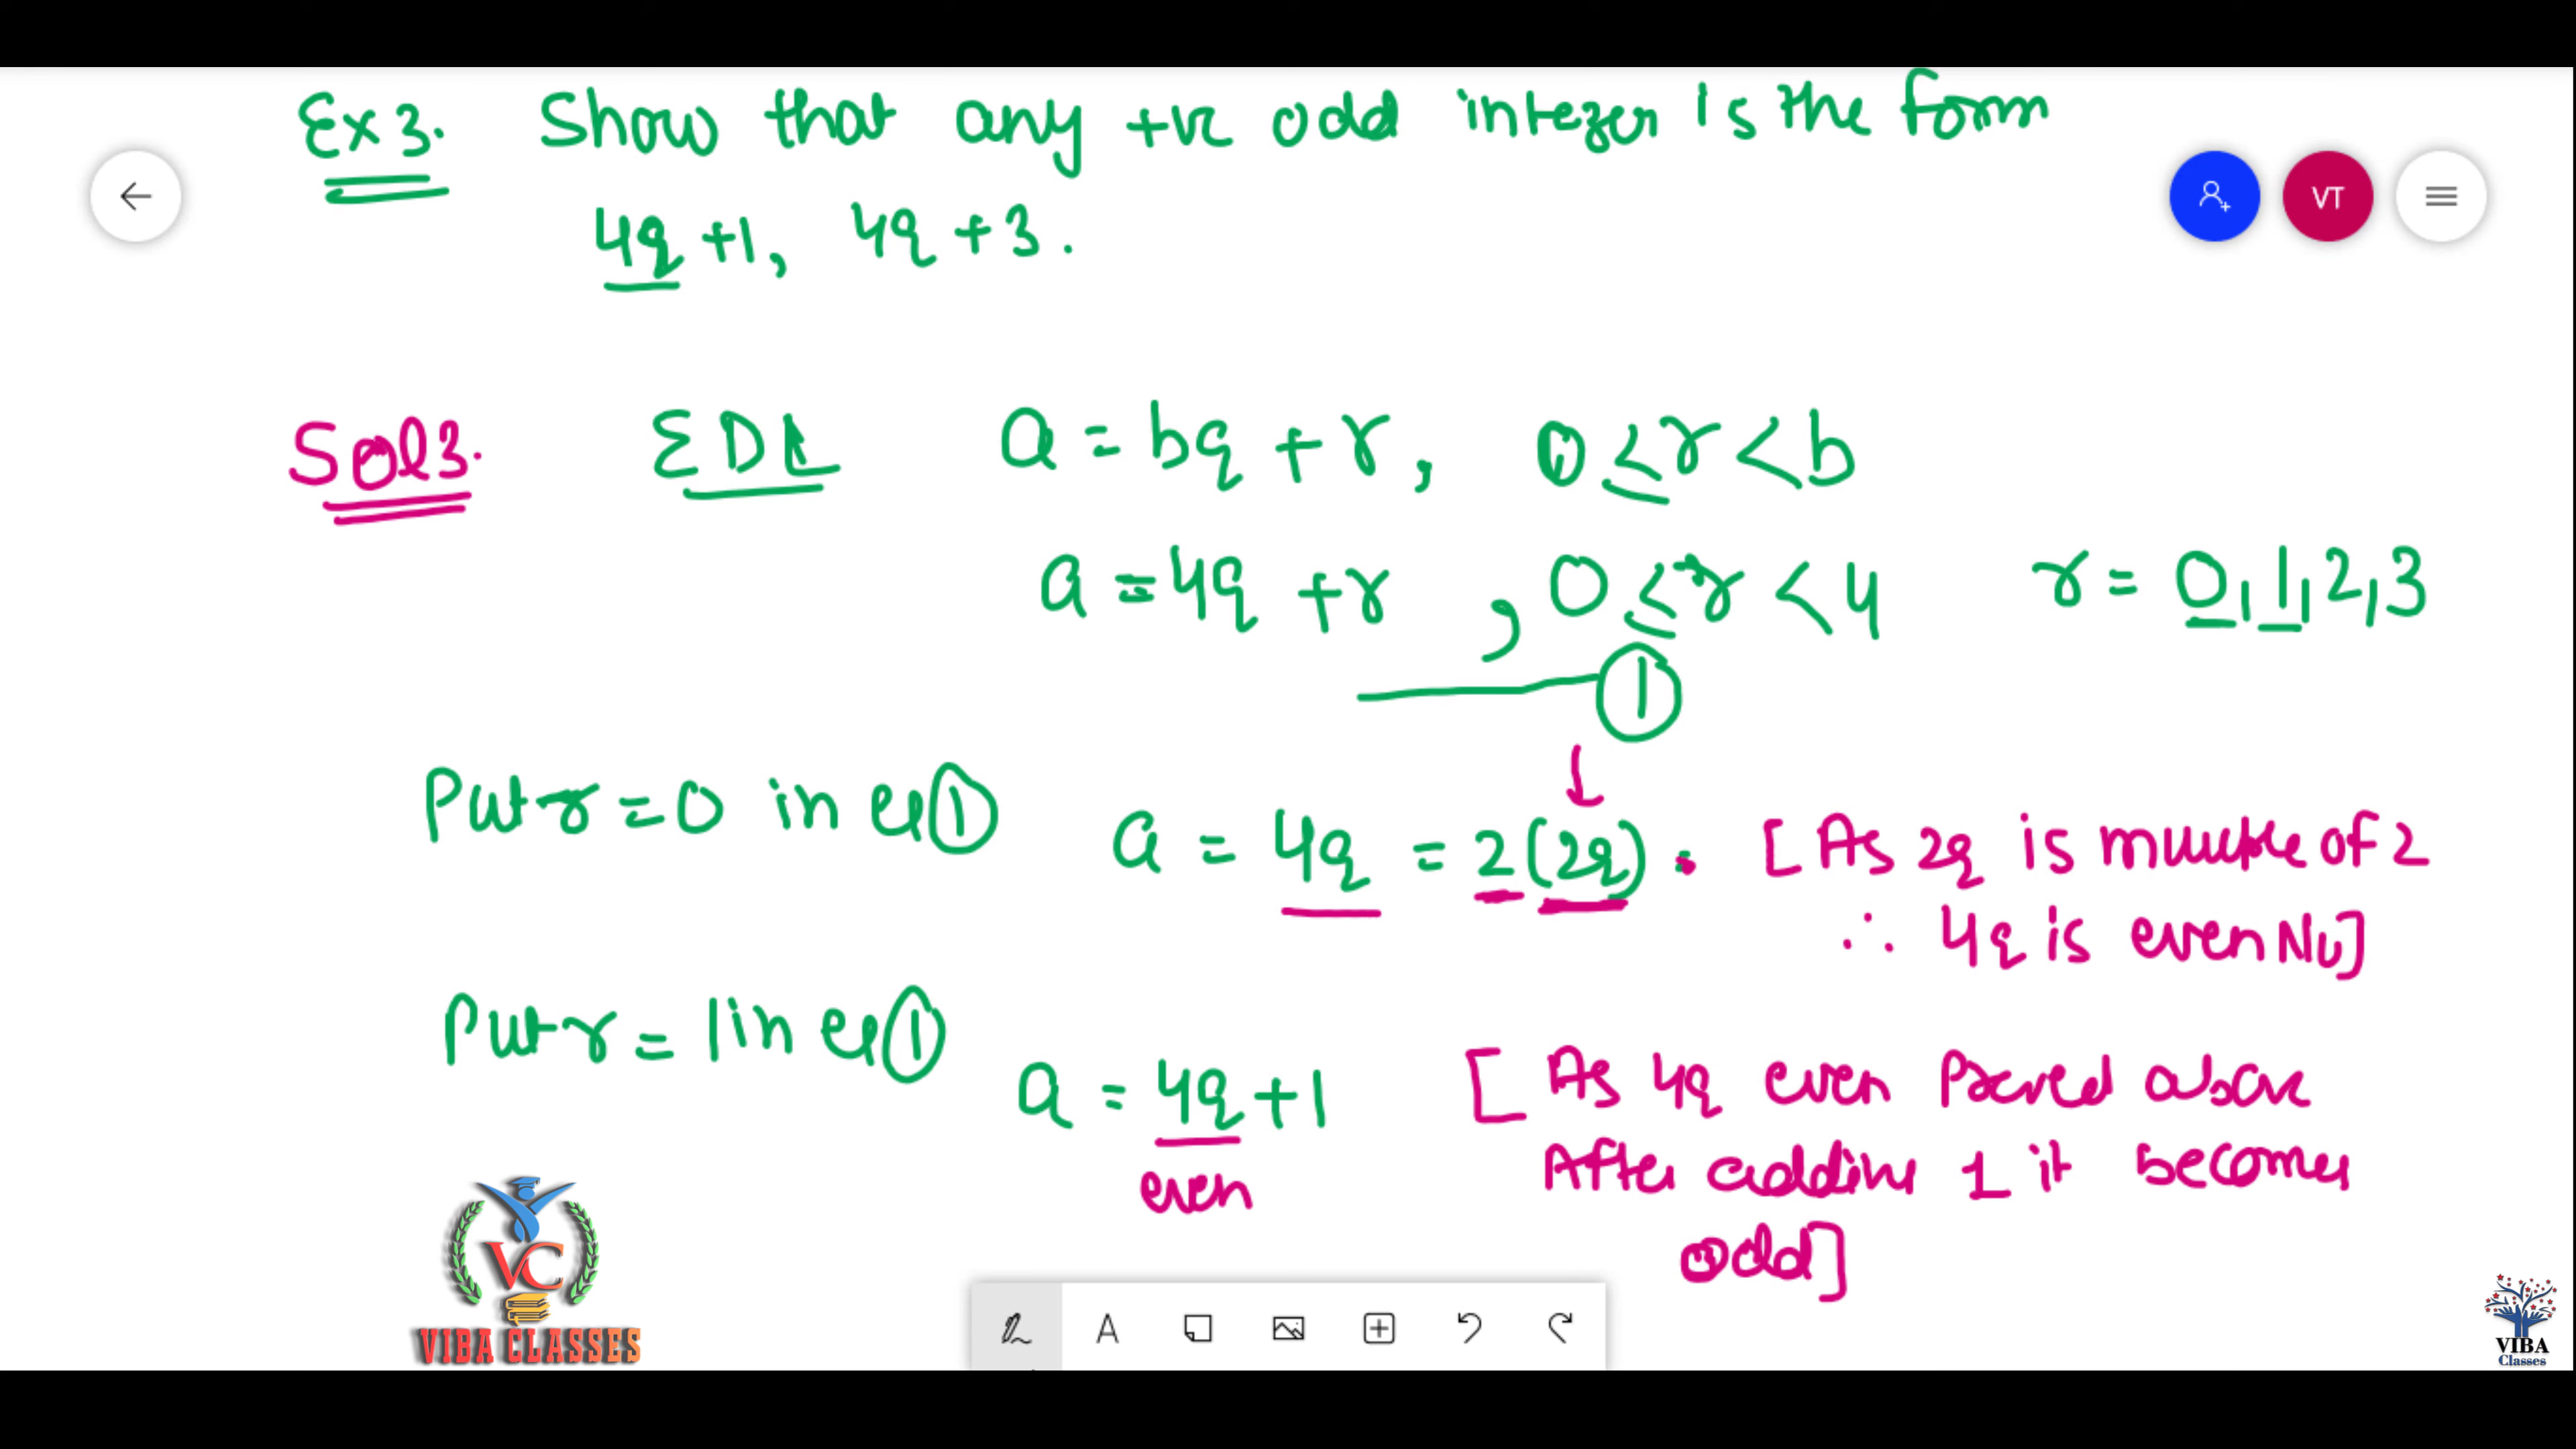 Ex 3. Show that any +ve odd integer is the form
4q +1, 4q + 3.
VT
Sol 3. EDL a = bq + r, 0 ≤ r < b
a = 4q + r , 0 ≤ r < 4 r = 0, 1, 2, 3
1
Put r = 0 in eq 1 a = 4q = 2 (2q) . [ As 2q is multiple of 2
∴ 4q is even No]
Put r = 1 in eq 1
a = 4q + 1 [ As 4q even Proved above
even After adding 1 it becomes
odd ]
VC
VIBA CLASSES
A
VIBA
Classes